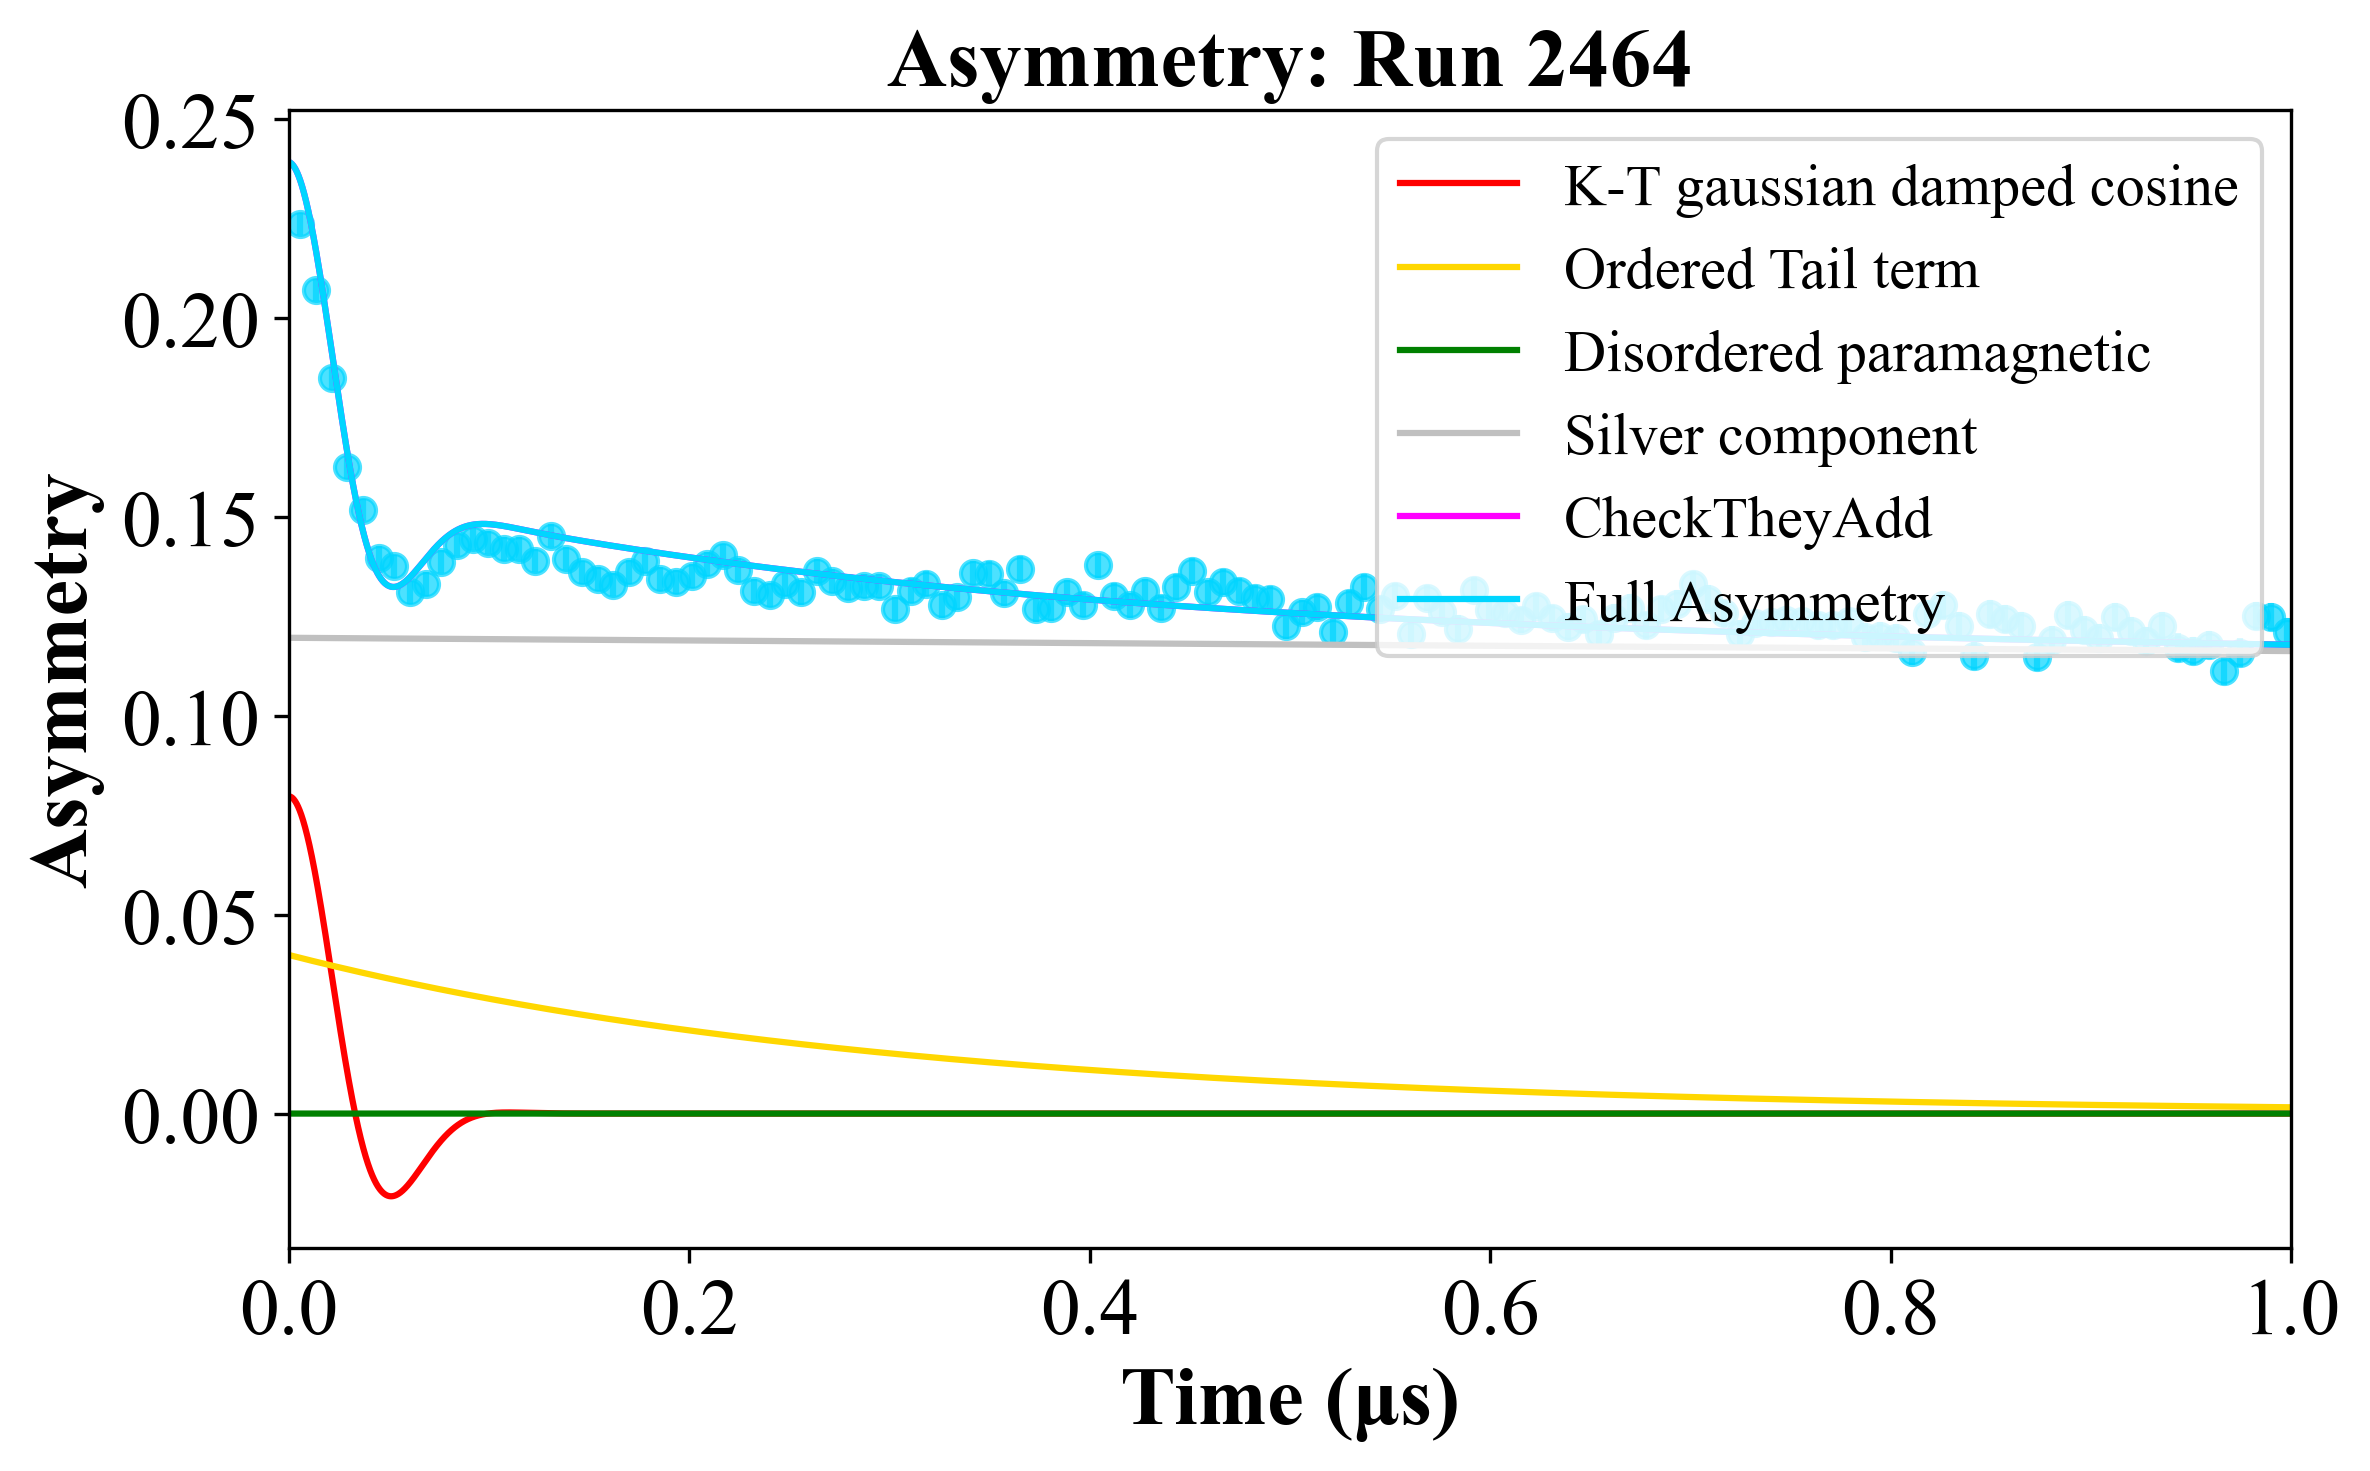 Asymmetry: Run 2464
0.25
0.20
0.15
0.10
0.05
0.00
Asymmetry
K-T gaussian damped cosine
Ordered Tail term
Disordered paramagnetic
Silver component
CheckTheyAdd
Full Asymmetry
0.0 0.2 0.4 0.6 0.8 1.0
Time (μs)